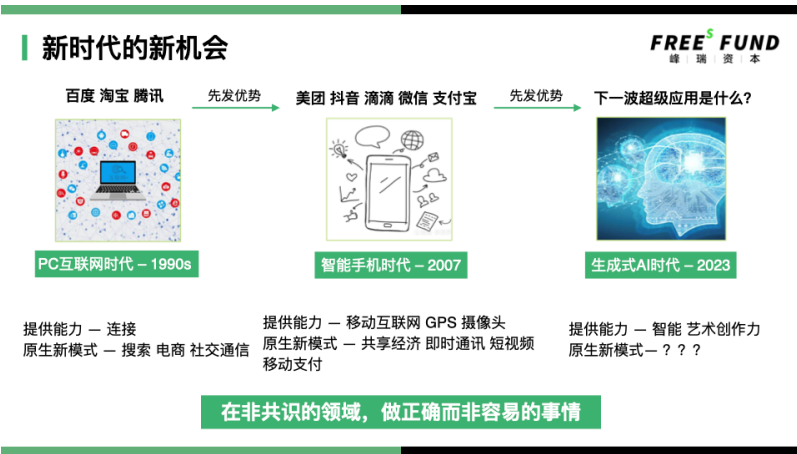 新时代的新机会
FREES FUND
峰瑞资本
百度 淘宝 腾讯
先发优势
美团 抖音 滴滴 微信 支付宝
先发优势
下一波超级应用是什么?
PC互联网时代 – 1990s
智能手机时代 – 2007
生成式AI时代 – 2023
提供能力 — 连接
原生新模式 — 搜索 电商 社交通信
提供能力 — 移动互联网 GPS 摄像头
原生新模式 — 共享经济 即时通讯 短视频
移动支付
提供能力 — 智能 艺术创作力
原生新模式— ? ? ?
在非共识的领域，做正确而非容易的事情